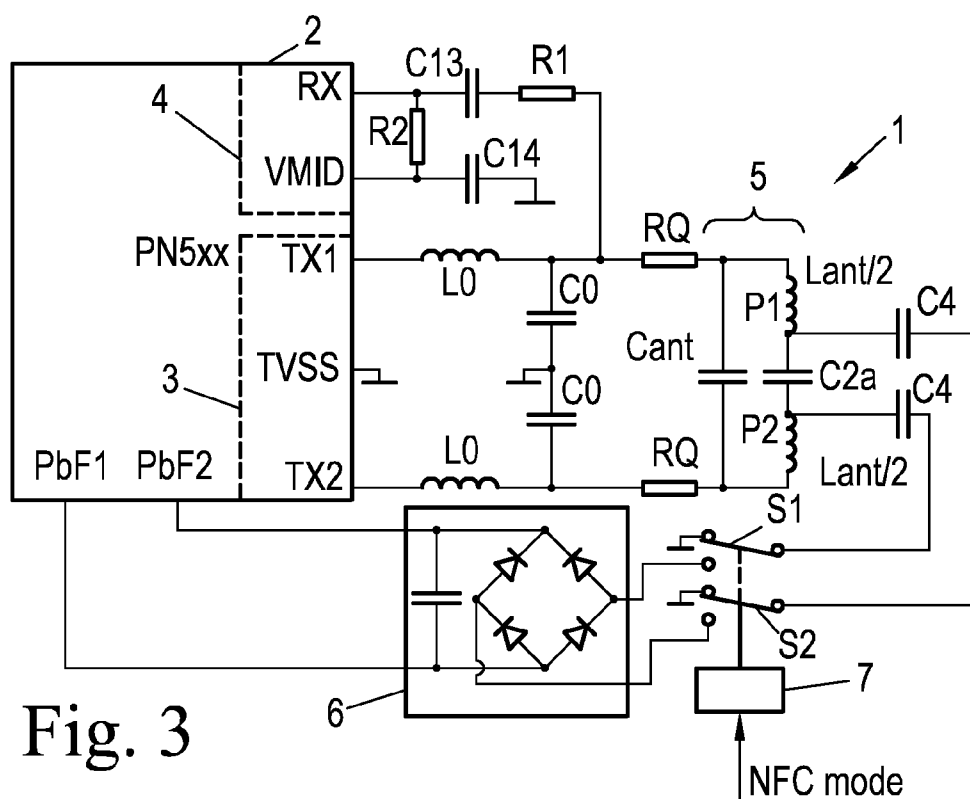 2
C13
R1
RX
4
R2
C14
1
VMID
5
PN5xx
TX1
L0
RQ
Lant/2
C0
P1
C4
Cant
TVSS
3
C2a
C4
C0
P2
PbF1
PbF2
TX2
L0
RQ
Lant/2
S1
S2
6
7
Fig. 3
NFC mode